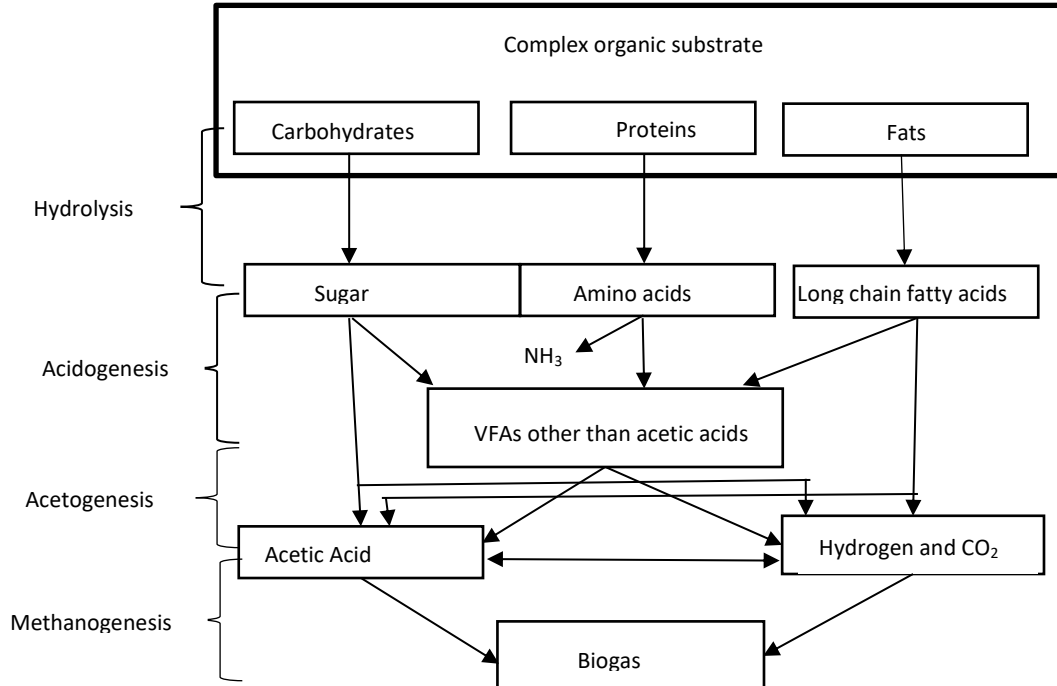 Complex organic substrate
Carbohydrates
Proteins
Fats
Hydrolysis
Sugar
Amino acids
Long chain fatty acids
NH₃
Acidogenesis
VFAs other than acetic acids
Acetogenesis
Acetic Acid
Hydrogen and CO₂
Methanogenesis
Biogas